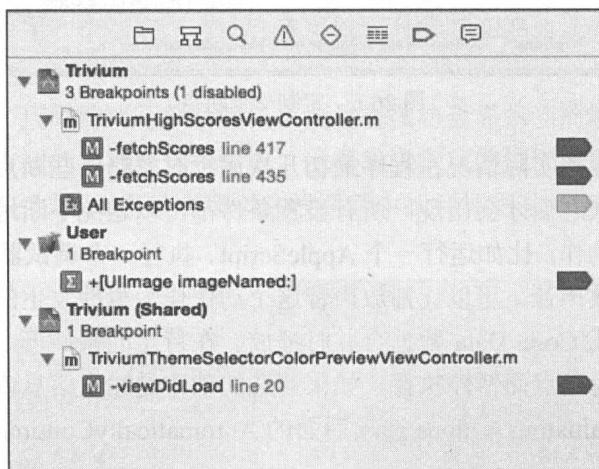 Trivium
3 Breakpoints (1 disabled)
m TriviumHighScoresViewController.m
M -fetchScores line 417
M -fetchScores line 435
All Exceptions
User
1 Breakpoint
Σ +[UIImage imageNamed:]
Trivium (Shared)
1 Breakpoint
m TriviumThemeSelectorColorPreviewViewController.m
M -viewDidLoad line 20